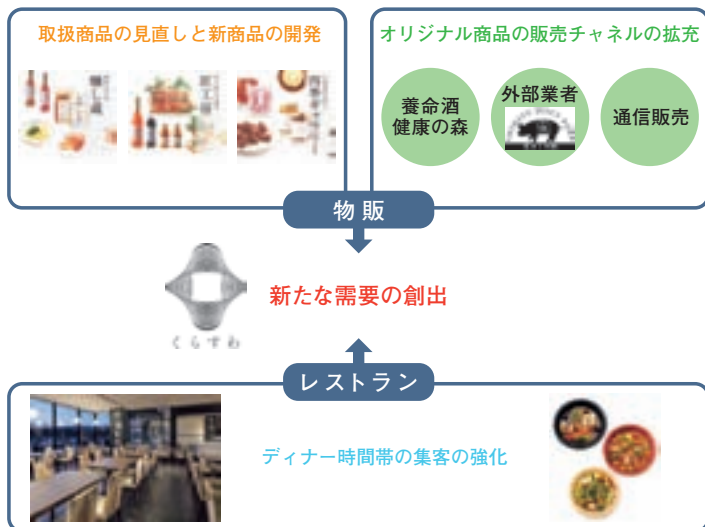 取扱商品の見直しと新商品の開発
オリジナル商品の販売チャネルの拡充
養命酒
健康の森
外部業者
通信販売
物販
新たな需要の創出
くらすわ
レストラン
ディナー時間帯の集客の強化